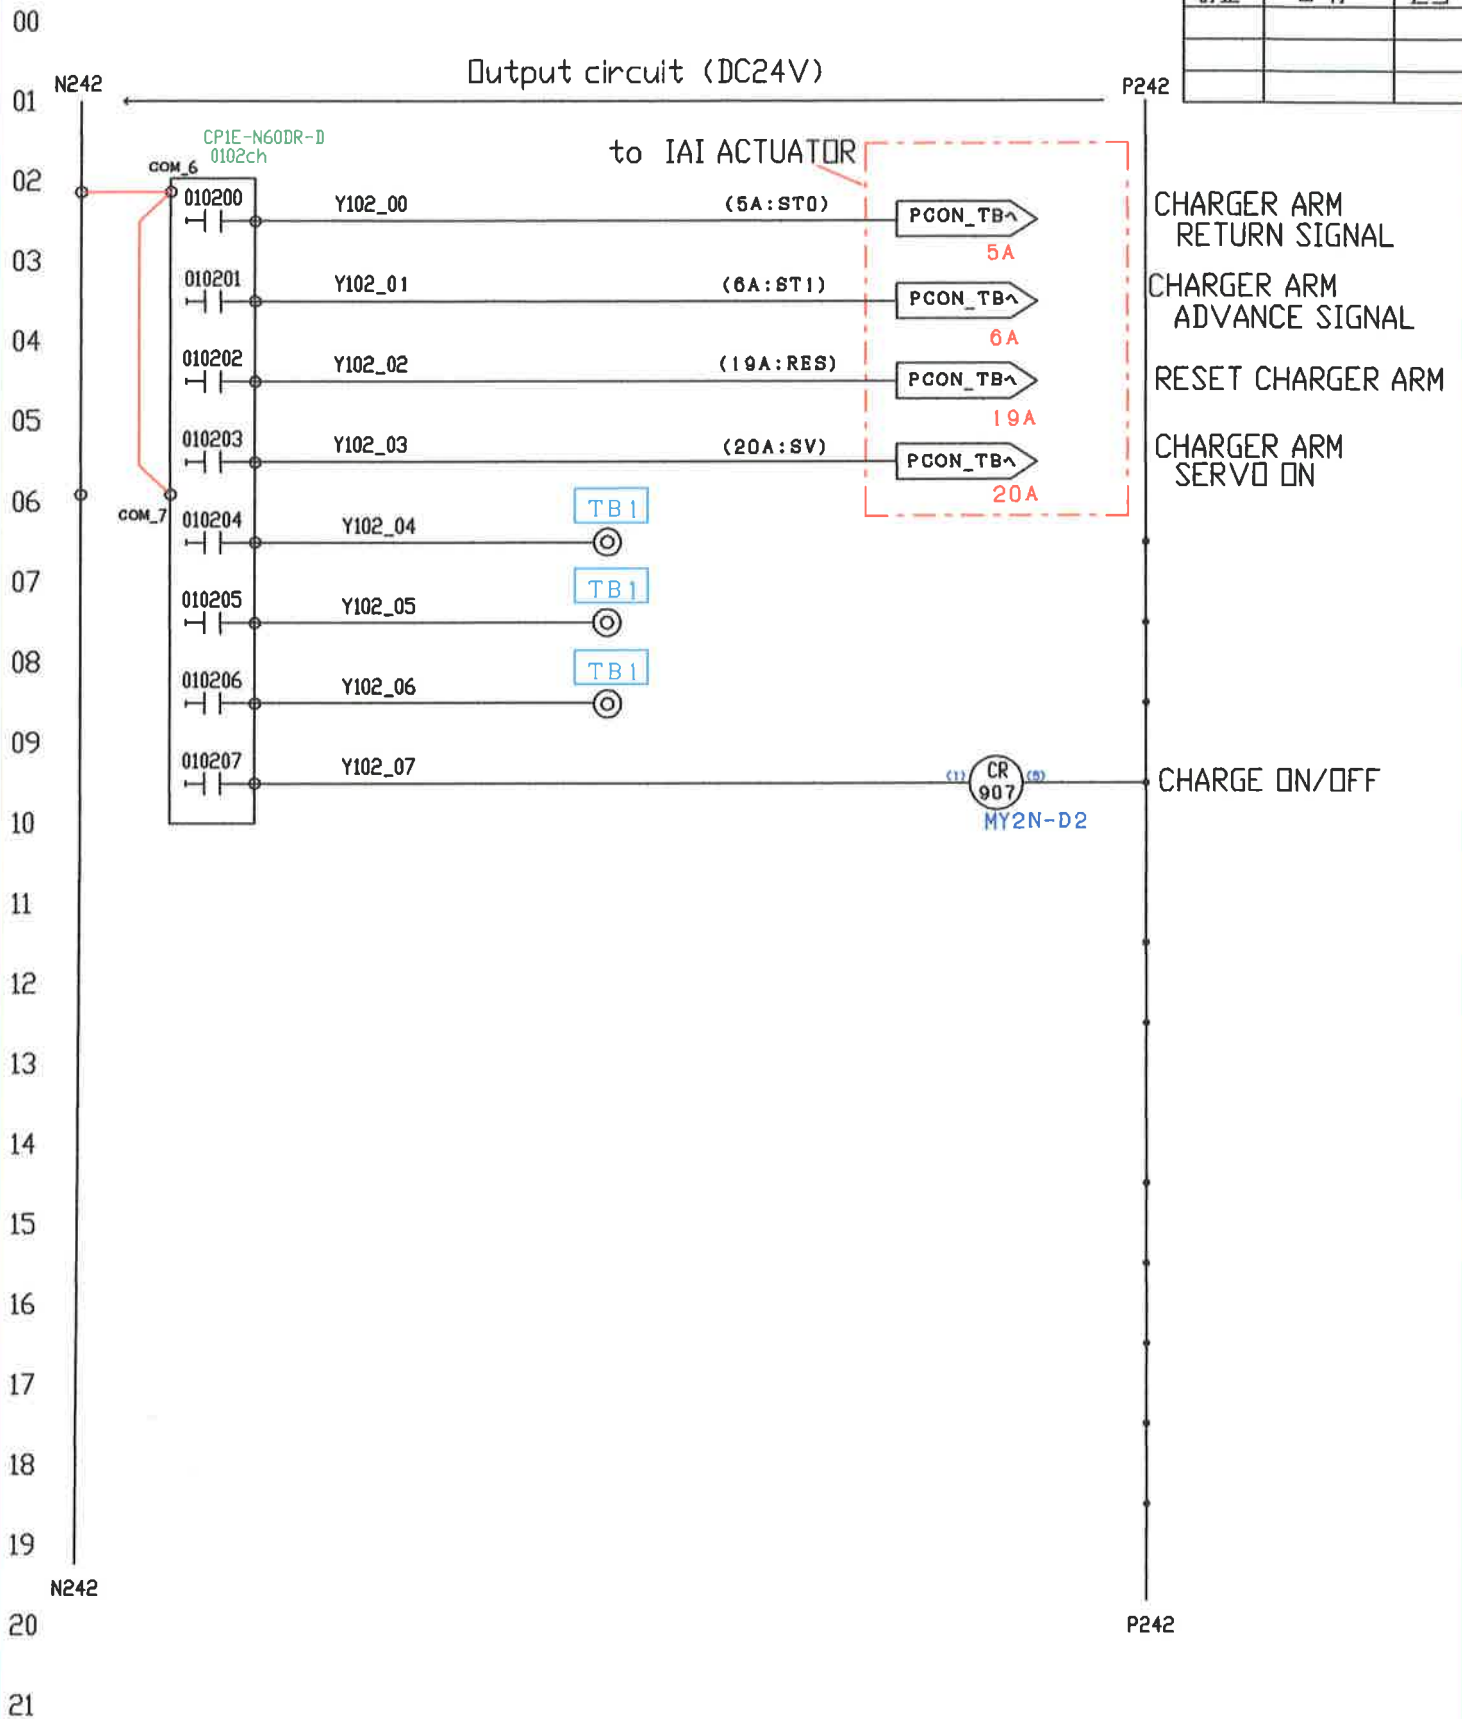 00
N242
Output circuit (DC24V)
P242
01
CP1E-N60DR-D
0102ch
to IAI ACTUATOR
COM_6
02
010200
Y102_00
(5A:ST0)
PCON_TB^
5A
CHARGER ARM
RETURN SIGNAL
03
010201
Y102_01
(6A:ST1)
PCON_TB^
6A
CHARGER ARM
ADVANCE SIGNAL
04
010202
Y102_02
(19A:RES)
PCON_TB^
19A
RESET CHARGER ARM
05
010203
Y102_03
(20A:SV)
PCON_TB^
20A
CHARGER ARM
SERVO ON
06
COM_7
010204
Y102_04
TB1
07
010205
Y102_05
TB1
08
010206
Y102_06
TB1
09
010207
Y102_07
(1)
CR
907
(8)
MY2N-D2
CHARGE ON/OFF
10
11
12
13
14
15
16
17
18
19
N242
20
P242
21